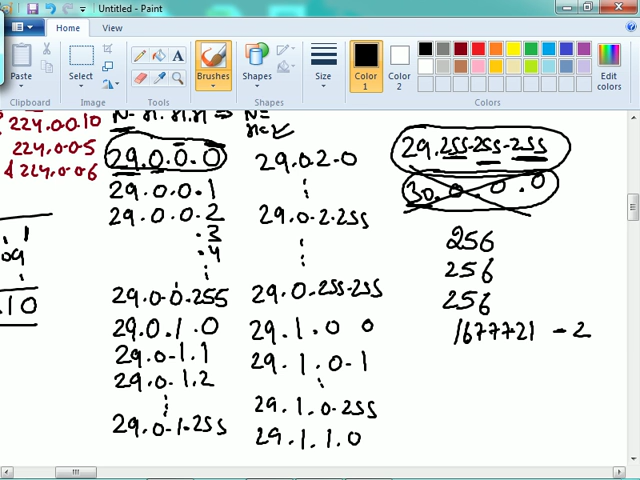 Untitled - Paint
Home
View
Paste
Select
Brushes
Shapes
Size
Color 1
Color 2
Edit colors
Clipboard
Image
Tools
Colors
224.0.0.10
224.0.0.5
224.0.0.6
09
.10
N. H. H. H ⇒
N=
H=
29.0.0.0
29.0.0.1
29.0.0.2
.3
.4
29.0.0.255
29.0.1.0
29.0.1.1
29.0.1.2
29.0.1.255
29.0.2.0
29.0.2.255
29.0.255.255
29.1.0 0
29.1.0.1
29.1.0.255
29.1.1.0
29.255.255.255
30.0.0.0
256
256
256
1677721 - 2